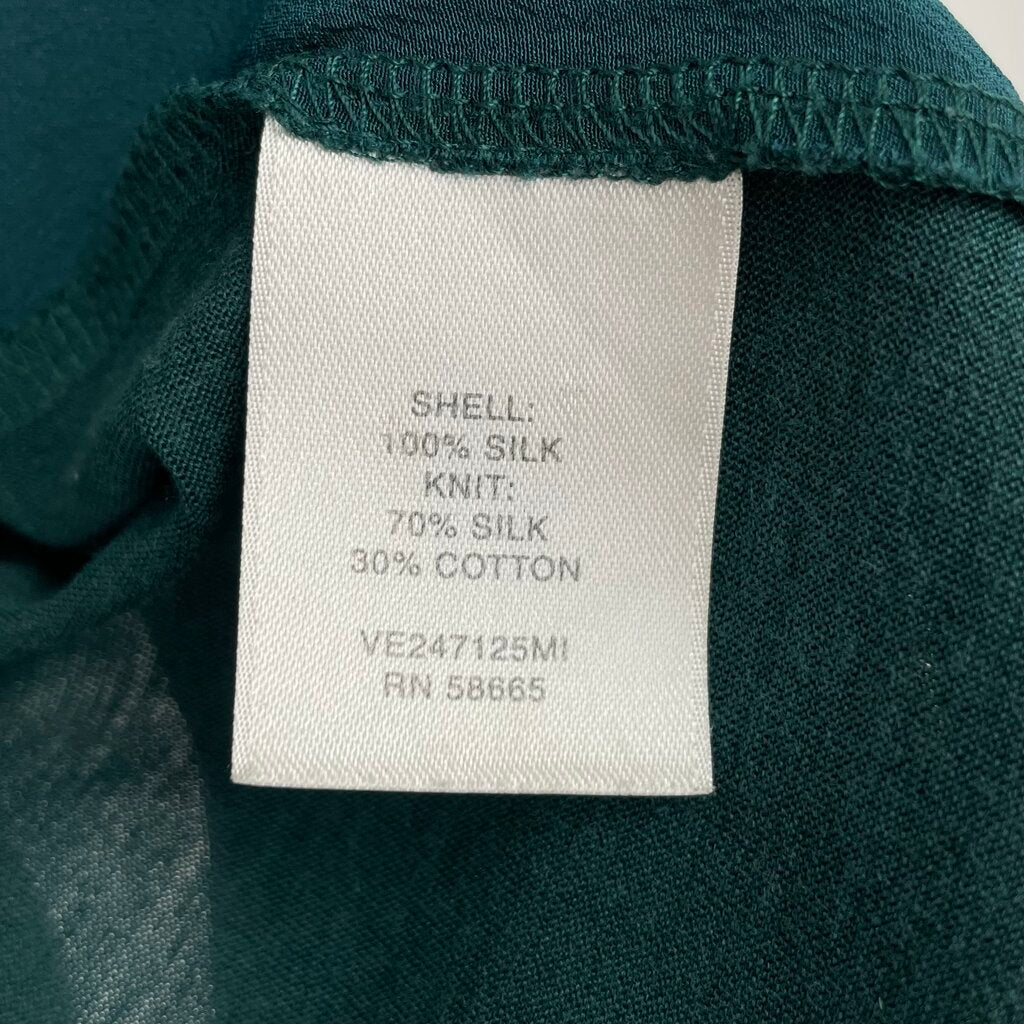 SHELL:
100% SILK
KNIT:
70% SILK
30% COTTON
VE247125MI
RN 58665